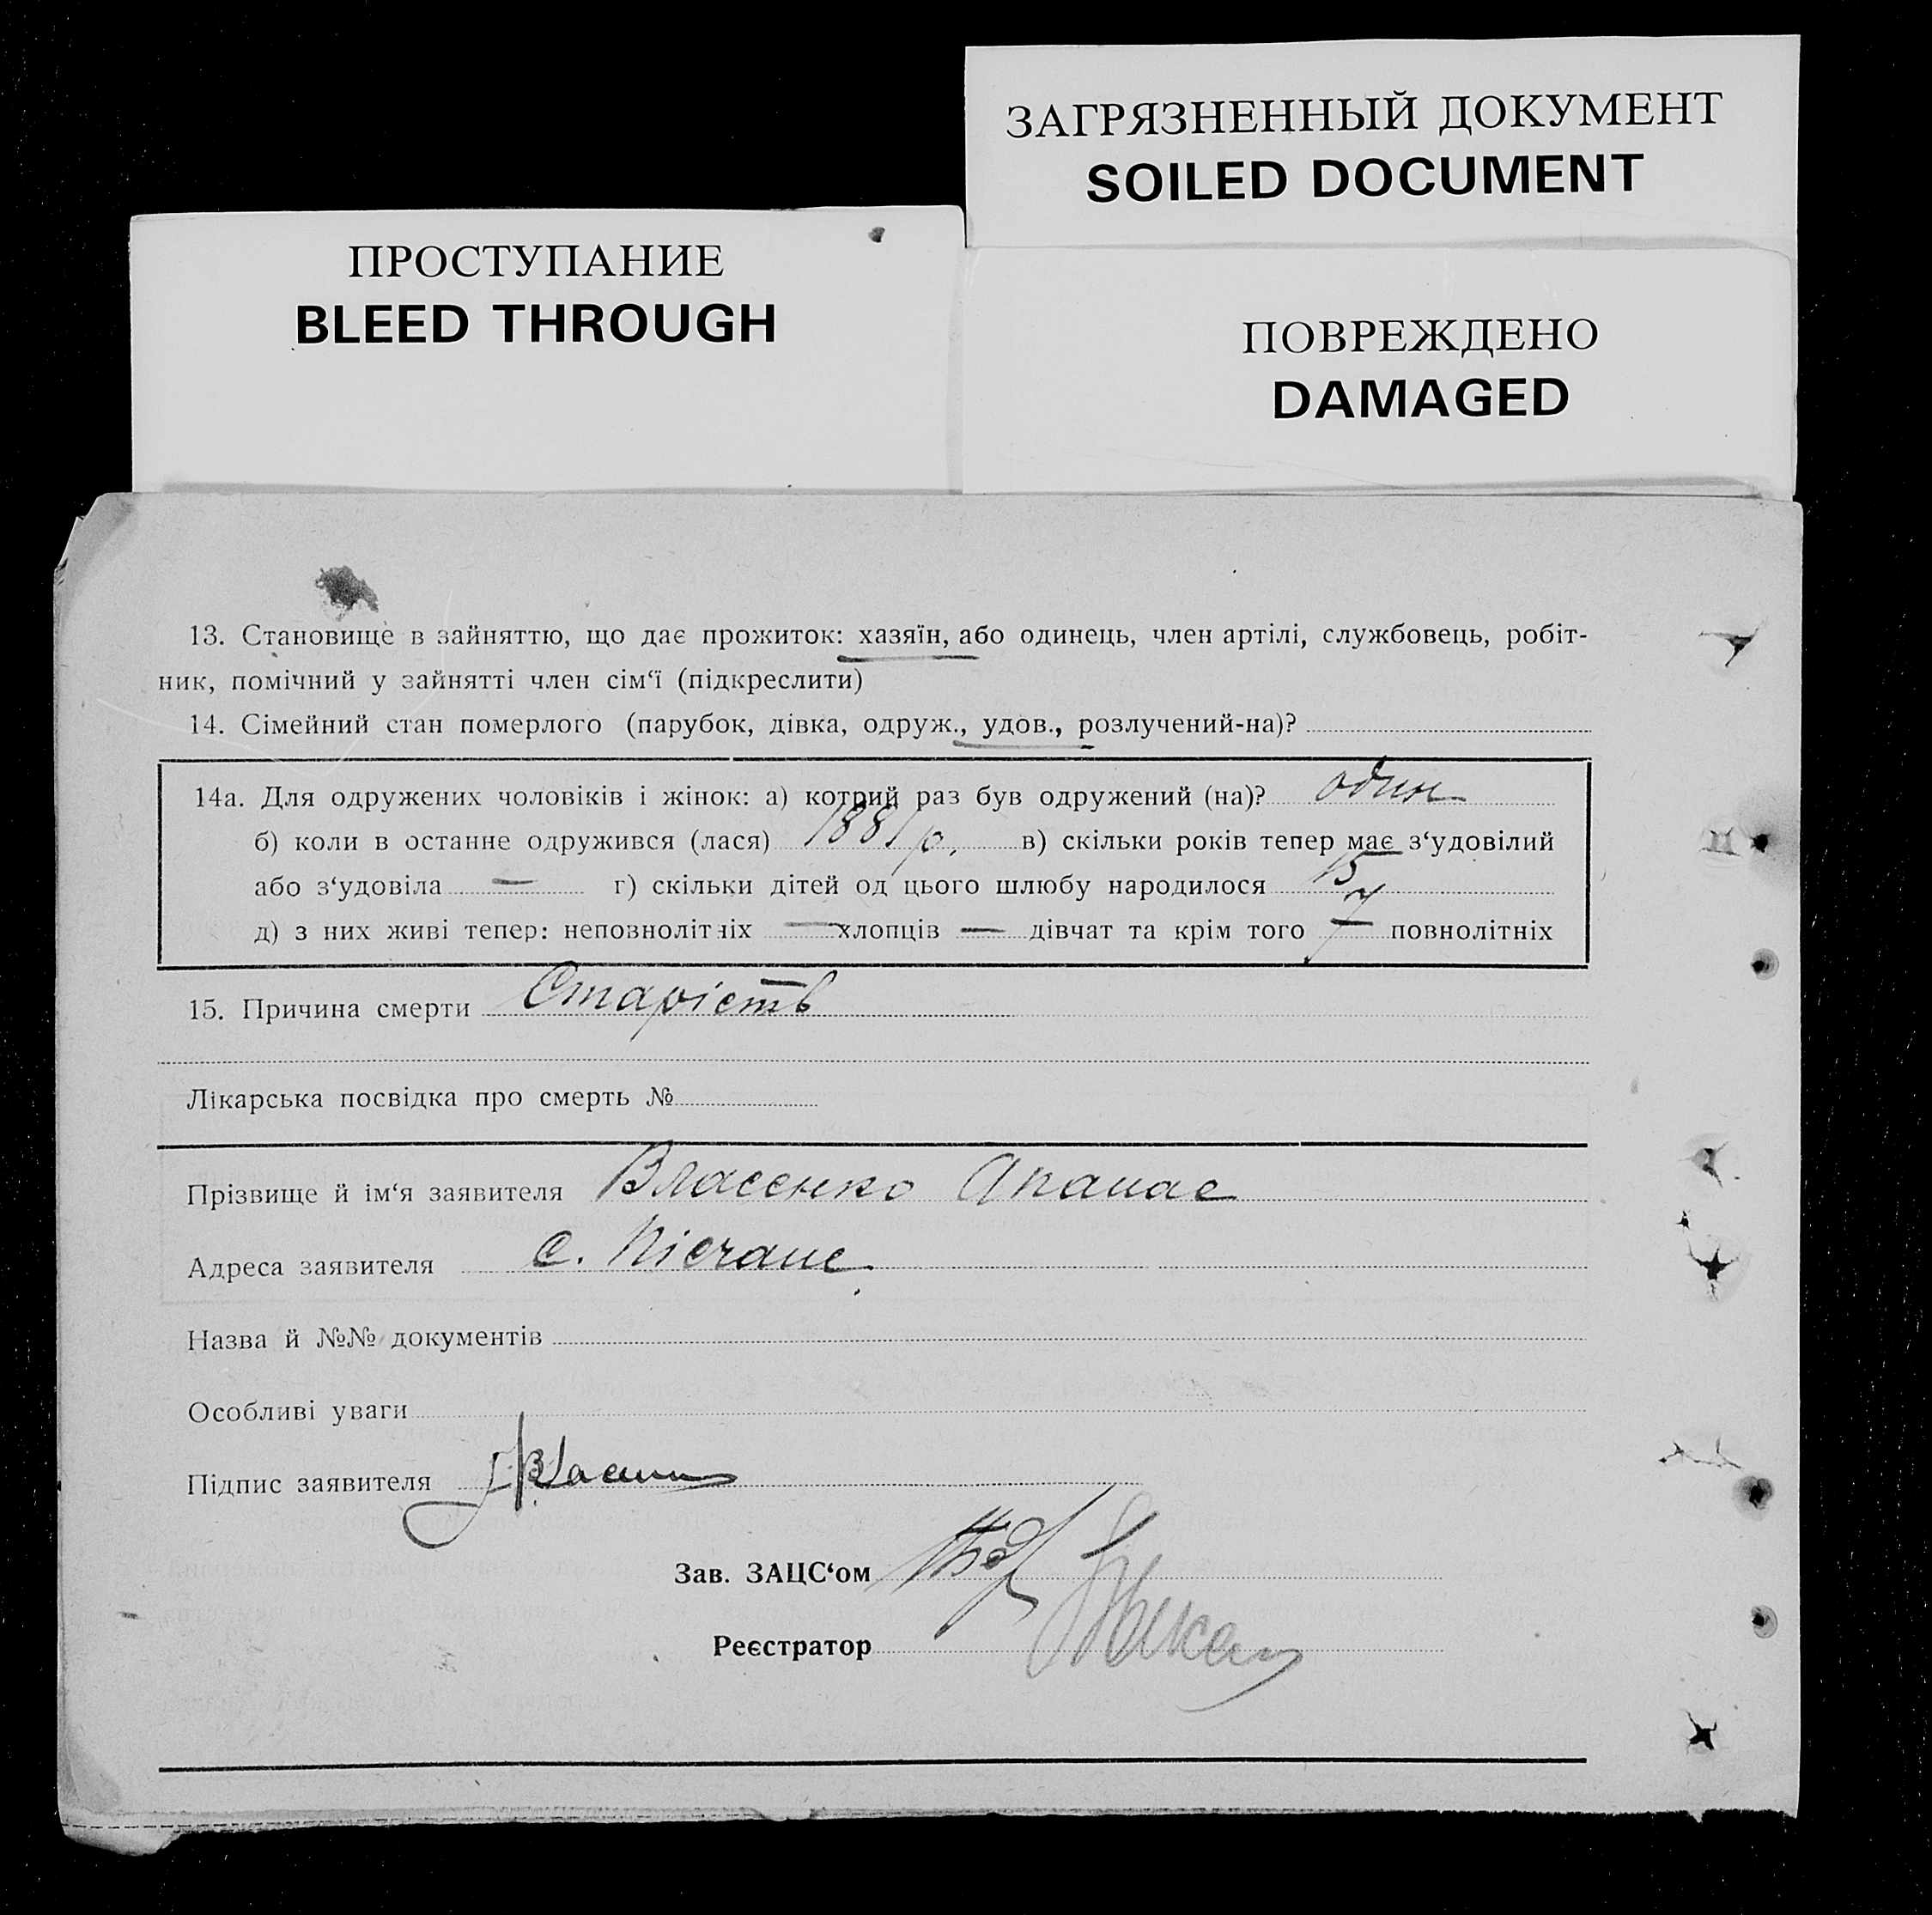 ЗАГРЯЗНЕННЫЙ ДОКУМЕНТ
SOILED DOCUMENT
ПРОСТУПАНИЕ
BLEED THROUGH
ПОВРЕЖДЕНО
DAMAGED
13. Становище в зайняттю, що дає прожиток: хазяїн, або одинець, член артілі, службовець, робіт-
ник, помічний у зайнятті член сім‘ї (підкреслити)
14. Сімейний стан померлого (парубок, дівка, одруж., удов., розлучений-на)?
14а. Для одружених чоловіків і жінок: а) котрий раз був одружений (на)? один
б) коли в останне одружився (лася) 1881 р. в) скільки років тепер має з‘удовілий
або з‘удовіла — г) скільки дітей од цього шлюбу народилося 15
д) з них живі тепер: неповнолітніх — хлопців — дівчат та крім того 7 повнолітніх
15. Причина смерти Старість
Лікарська посвідка про смерть №
Прізвище й ім‘я заявителя Власенко Апанас
Адреса заявителя с. Пісчане
Назва й №№ документів
Особливі уваги
Підпис заявителя
Зав. ЗАЦС‘ом
Реєстратор